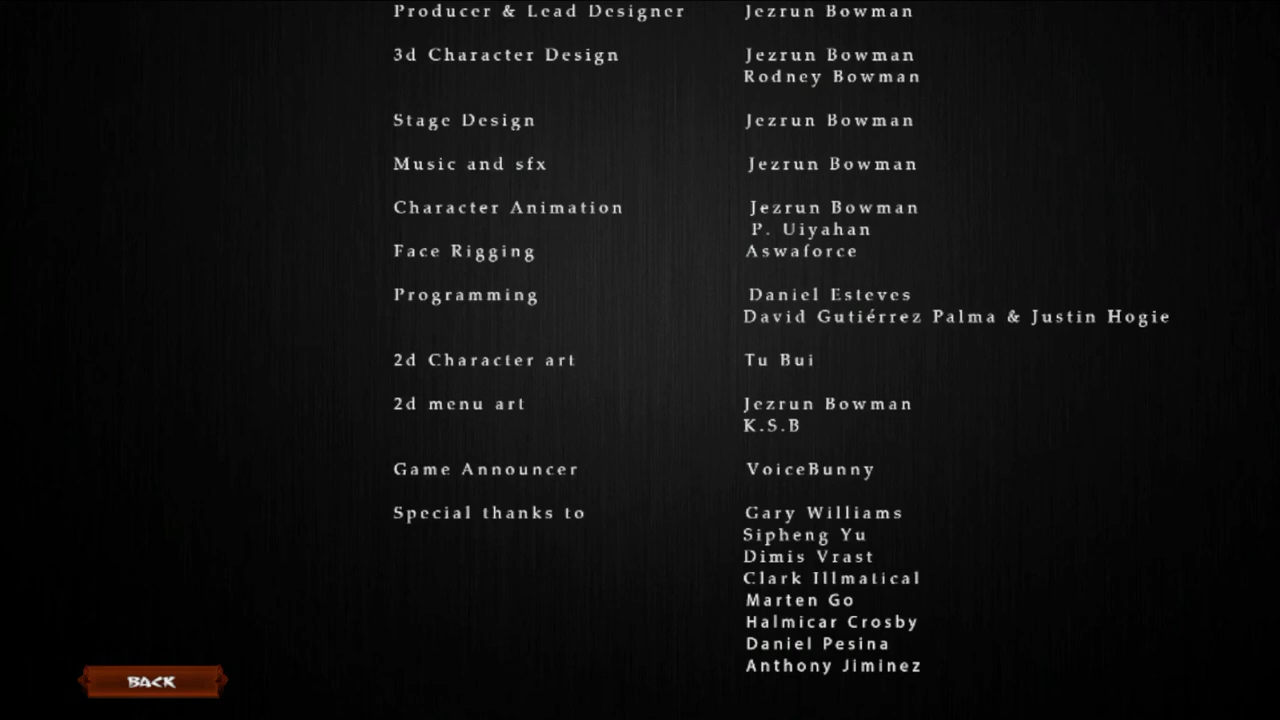 Producer & Lead Designer Jezrun Bowman
3d Character Design Jezrun Bowman
Rodney Bowman
Stage Design Jezrun Bowman
Music and sfx Jezrun Bowman
Character Animation Jezrun Bowman
P. Uiyahan
Face Rigging Aswaforce
Programming Daniel Esteves
David Gutiérrez Palma & Justin Hogie
2d Character art Tu Bui
2d menu art Jezrun Bowman
K.S.B
Game Announcer VoiceBunny
Special thanks to Gary Williams
Sipheng Yu
Dimis Vrast
Clark Illmatical
Marten Go
Halmicar Crosby
Daniel Pesina
Anthony Jiminez
BACK